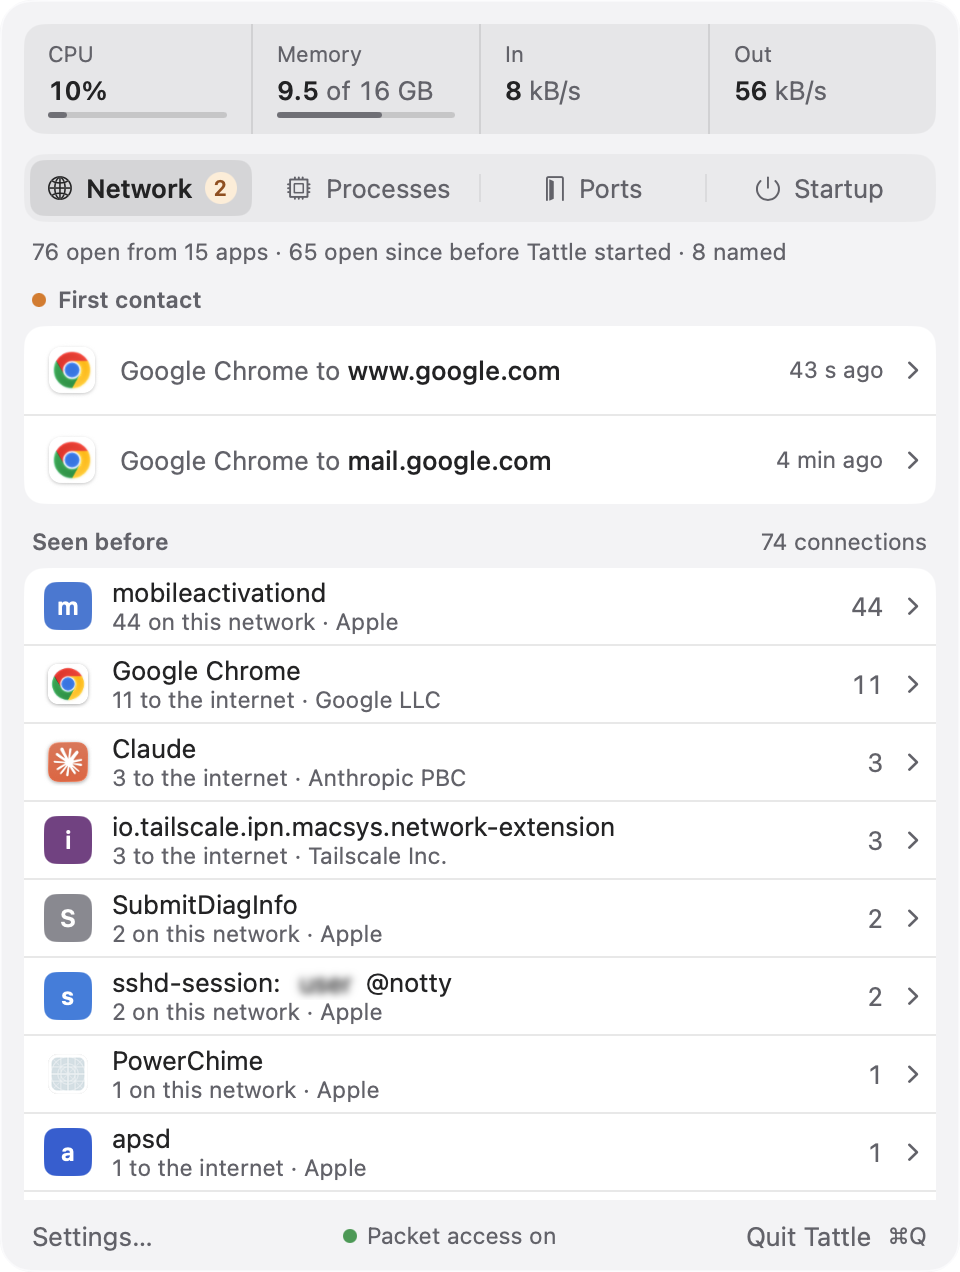 CPU
10%
Memory
9.5 of 16 GB
In
8 kB/s
Out
56 kB/s
Network 2
Processes
Ports
Startup
76 open from 15 apps · 65 open since before Tattle started · 8 named
First contact
Google Chrome to www.google.com 43 s ago
Google Chrome to mail.google.com 4 min ago
Seen before 74 connections
m
mobileactivationd
44 on this network · Apple
44
Google Chrome
11 to the internet · Google LLC
11
Claude
3 to the internet · Anthropic PBC
3
i
io.tailscale.ipn.macsys.network-extension
3 to the internet · Tailscale Inc.
3
S
SubmitDiagInfo
2 on this network · Apple
2
s
sshd-session: @notty
2 on this network · Apple
2
PowerChime
1 on this network · Apple
1
a
apsd
1 to the internet · Apple
1
Settings... Packet access on Quit Tattle ⌘Q